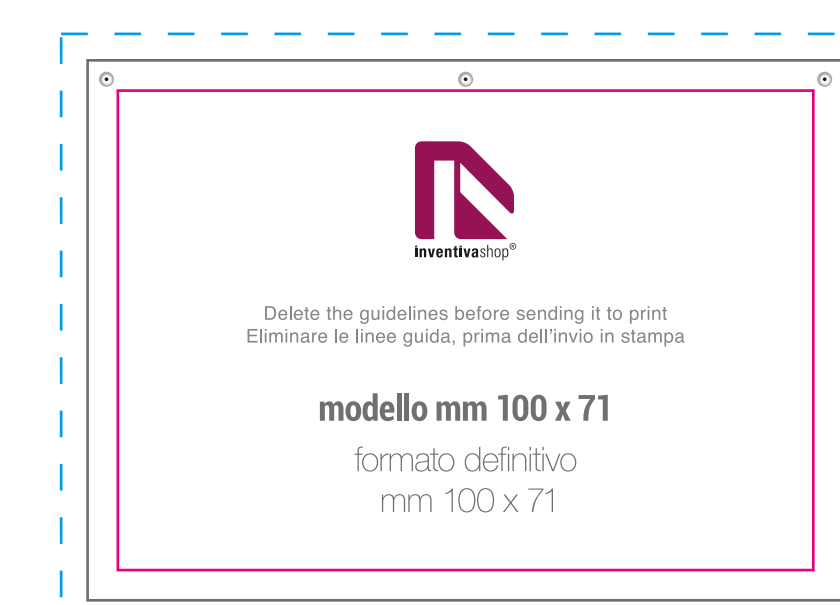 inventivashop®
Delete the guidelines before sending it to print
Eliminare le linee guida, prima dell'invio in stampa
modello mm 100 x 71
formato definitivo
mm 100 x 71